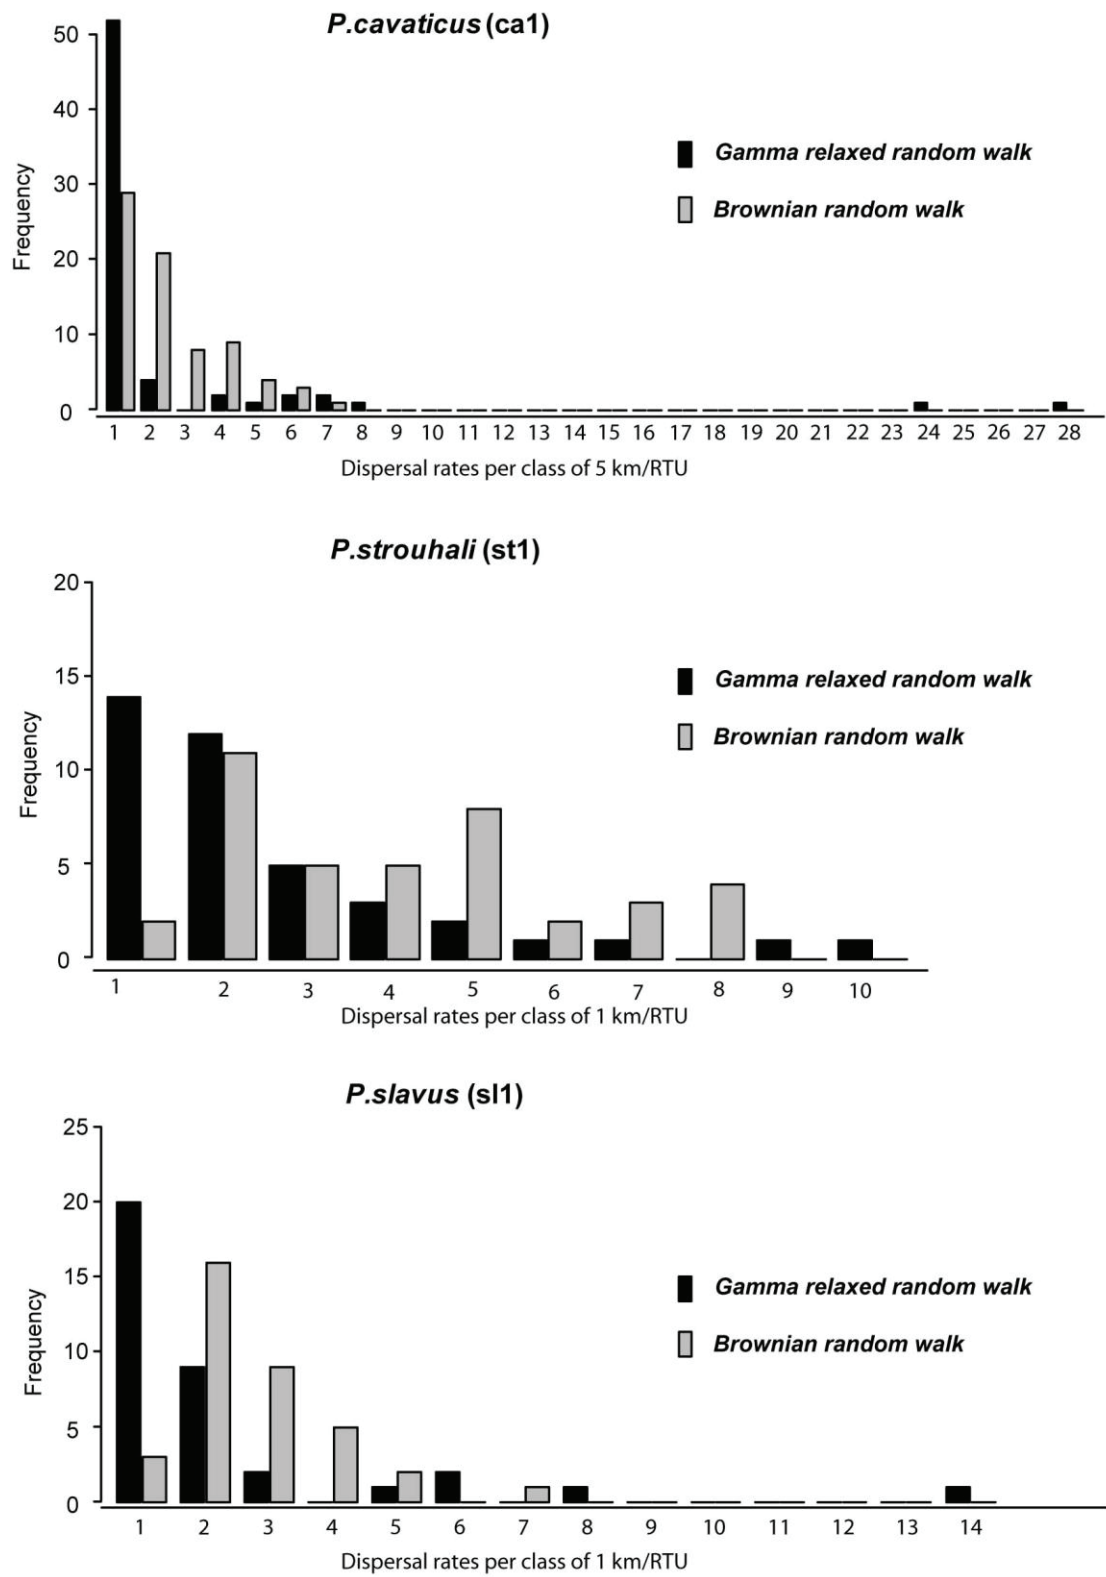 P.cavaticus (ca1)
50
40
30
20
10
0
Frequency
Gamma relaxed random walk
Brownian random walk
1 2 3 4 5 6 7 8 9 10 11 12 13 14 15 16 17 18 19 20 21 22 23 24 25 26 27 28
Dispersal rates per class of 5 km/RTU
P.strouhali (st1)
20
15
10
5
0
Frequency
Gamma relaxed random walk
Brownian random walk
1 2 3 4 5 6 7 8 9 10
Dispersal rates per class of 1 km/RTU
P.slavus (sl1)
25
20
15
10
5
0
Frequency
Gamma relaxed random walk
Brownian random walk
1 2 3 4 5 6 7 8 9 10 11 12 13 14
Dispersal rates per class of 1 km/RTU